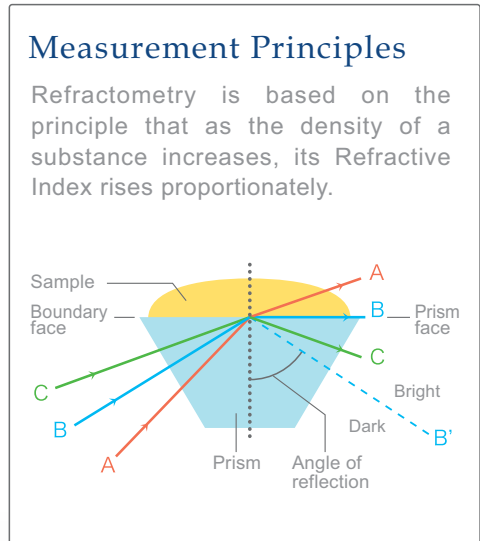 Measurement Principles
Refractometry is based on the
principle that as the density of a
substance increases, its Refractive
Index rises proportionately.
A
Sample
Boundary
face
B
Prism
face
C
C
Bright
B
Dark
B'
A
Prism
Angle of
reflection